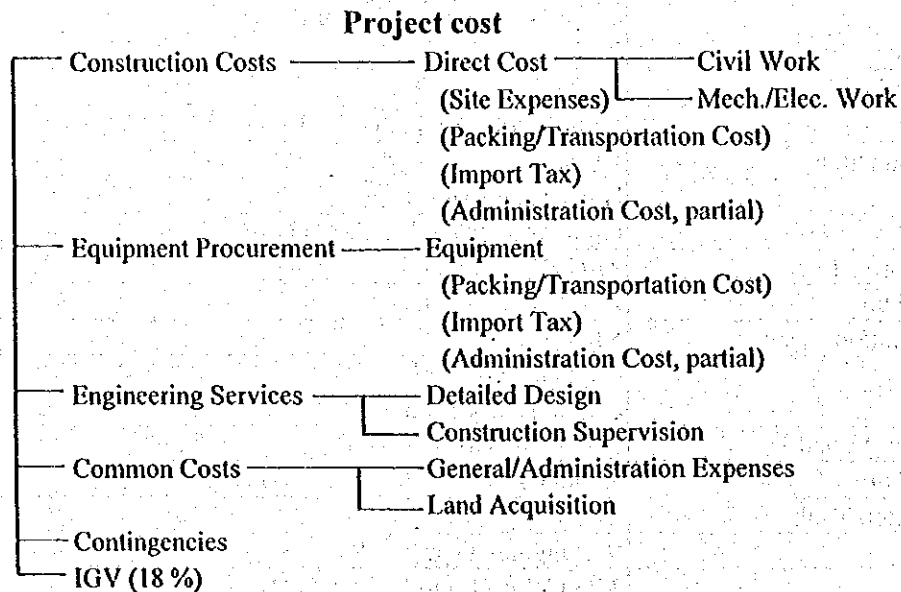 Project cost
Construction Costs Direct Cost Civil Work
(Site Expenses) Mech./Elec. Work
(Packing/Transportation Cost)
(Import Tax)
(Administration Cost, partial)
Equipment Procurement Equipment
(Packing/Transportation Cost)
(Import Tax)
(Administration Cost, partial)
Engineering Services Detailed Design
Construction Supervision
Common Costs General/Administration Expenses
Land Acquisition
Contingencies
IGV (18 %)